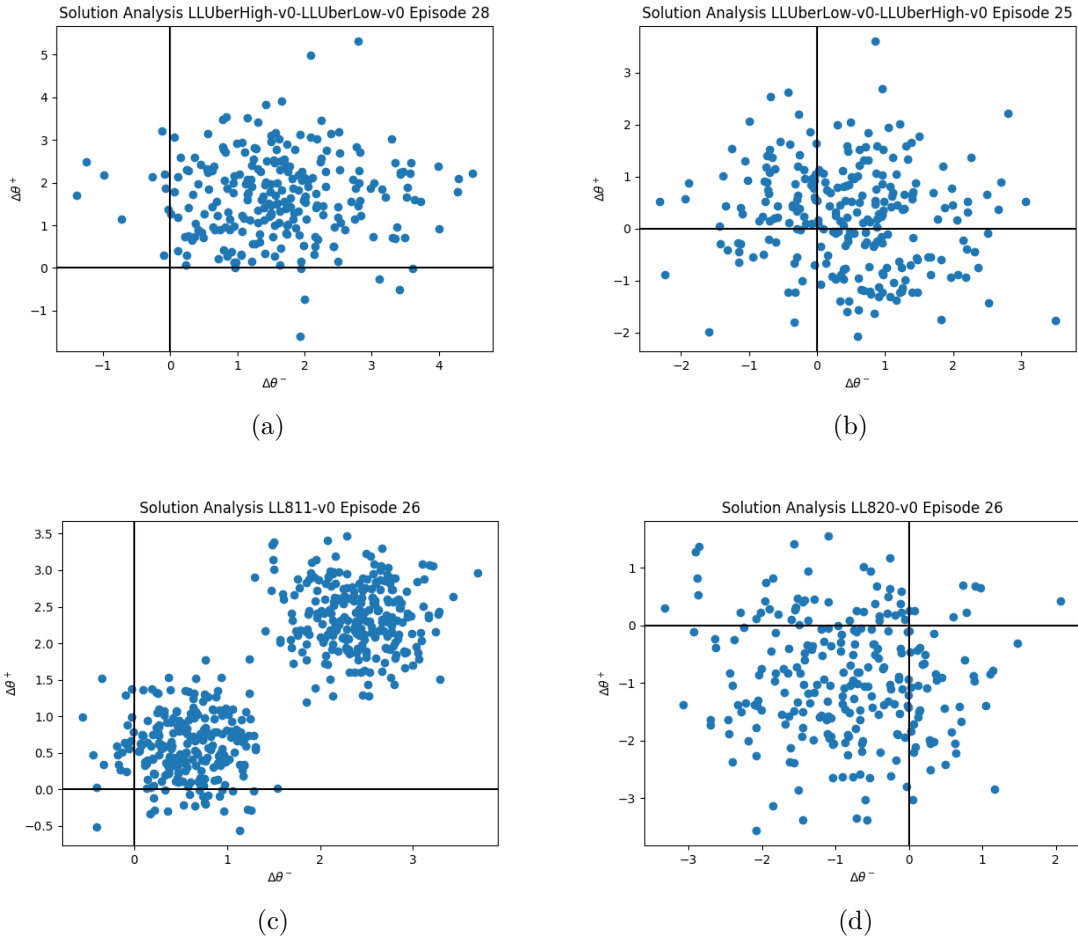 Solution Analysis LLUberHigh-v0-LLUberLow-v0 Episode 28
5
4
3
2
1
0
−1
Δθ⁺
−1 0 1 2 3 4
Δθ⁻
(a)
Solution Analysis LLUberLow-v0-LLUberHigh-v0 Episode 25
3
2
1
0
−1
−2
Δθ⁺
−2 −1 0 1 2 3
Δθ⁻
(b)
Solution Analysis LL811-v0 Episode 26
3.5
3.0
2.5
2.0
1.5
1.0
0.5
0.0
−0.5
Δθ⁺
0 1 2 3
Δθ⁻
(c)
Solution Analysis LL820-v0 Episode 26
1
0
−1
−2
−3
Δθ⁺
−3 −2 −1 0 1 2
Δθ⁻
(d)